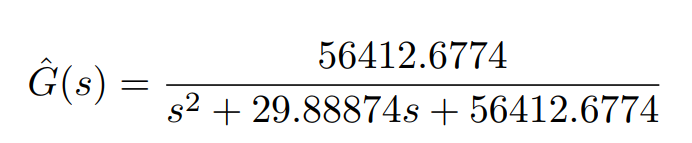 Ĝ(s) = 56412.6774 / (s² + 29.88874s + 56412.6774)